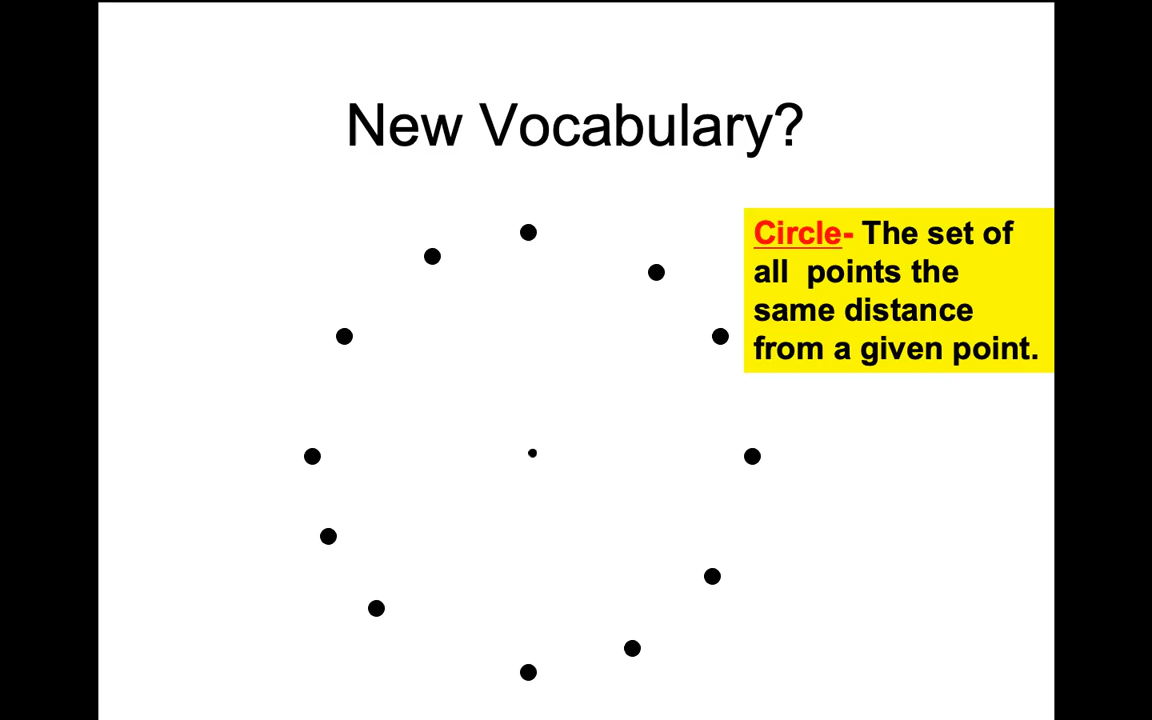 New Vocabulary?
Circle- The set of
all  points the
same distance
from a given point.